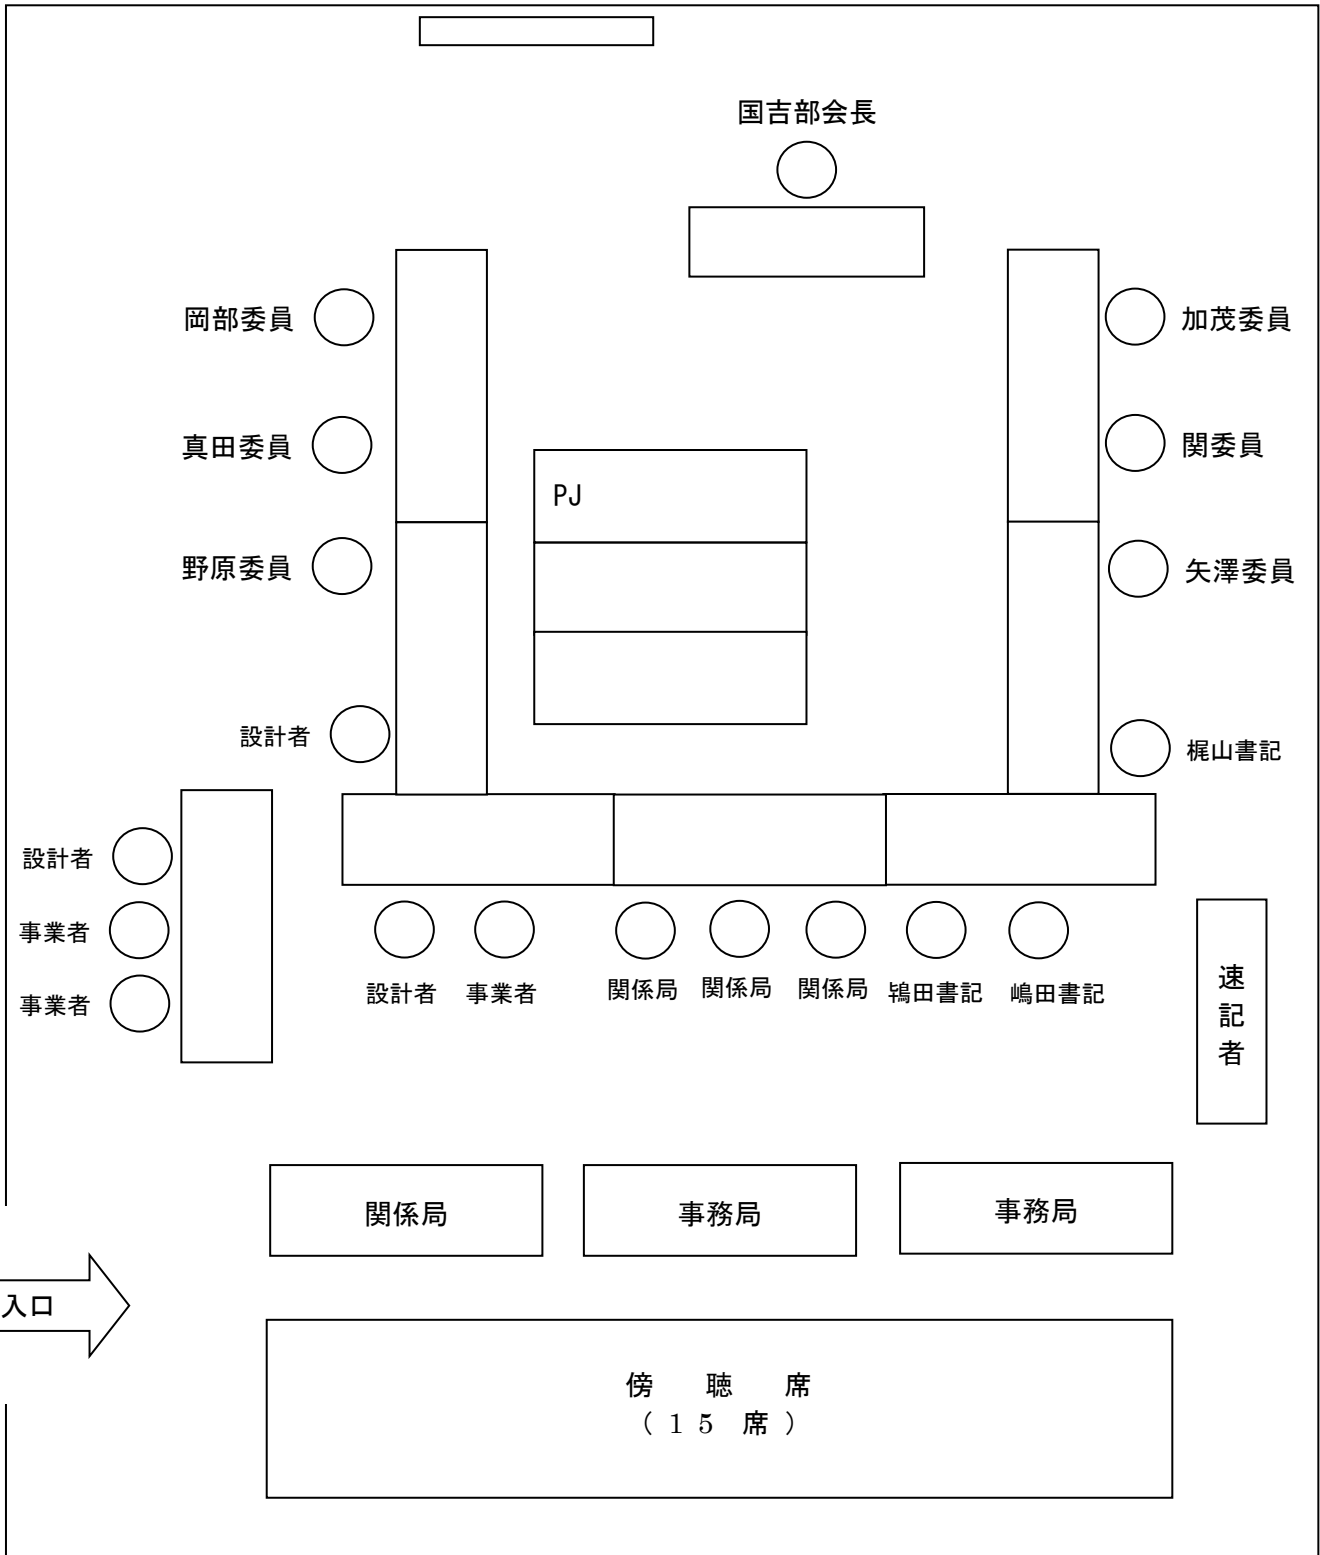 国吉部会長
岡部委員
加茂委員
真田委員
関委員
PJ
野原委員
矢澤委員
設計者
梶山書記
設計者
事業者
事業者
設計者
事業者
関係局
関係局
関係局
鴇田書記
嶋田書記
速記者
関係局
事務局
事務局
入口
傍　聴　席
（15 席）